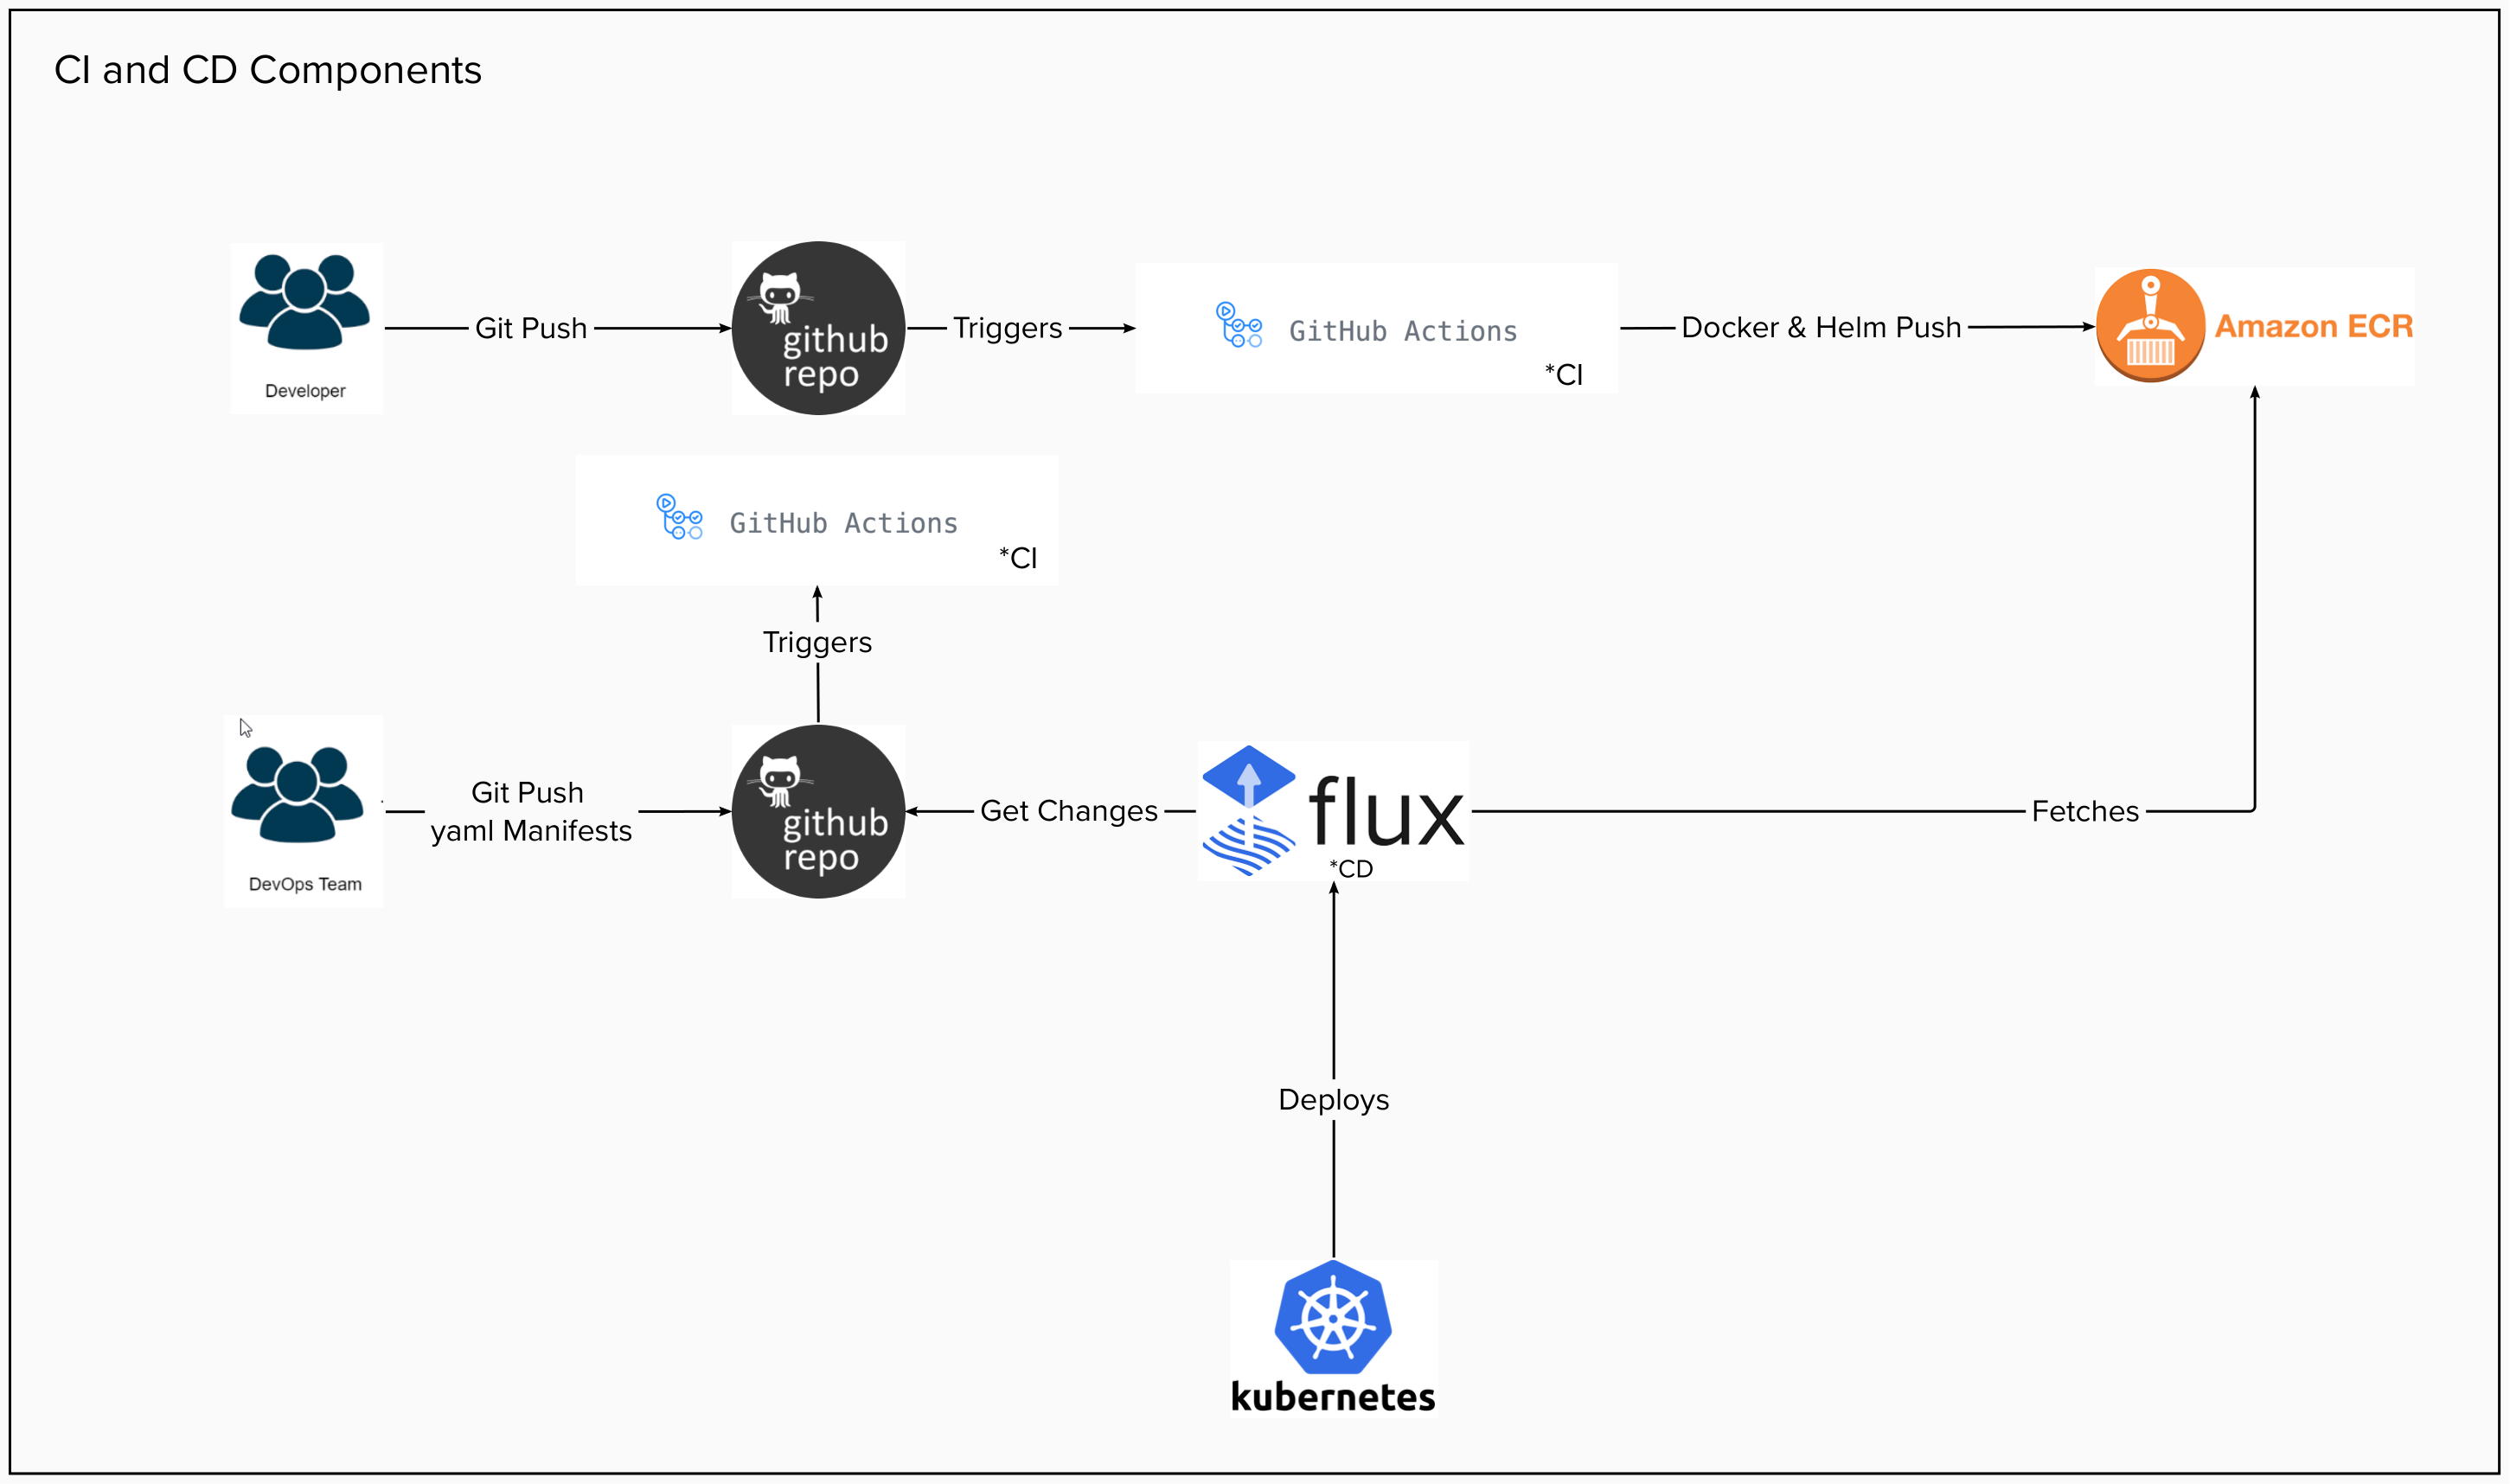 CI and CD Components
Developer
Git Push
github
repo
Triggers
GitHub Actions
*CI
Docker & Helm Push
Amazon ECR
GitHub Actions
*CI
Triggers
DevOps Team
Git Push
yaml Manifests
github
repo
Get Changes
flux
*CD
Fetches
Deploys
kubernetes